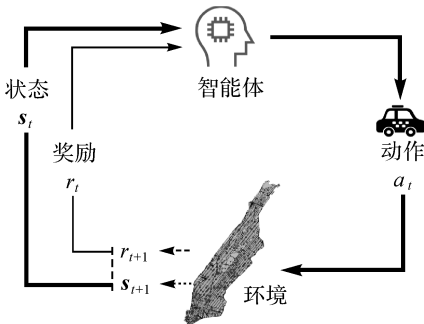 智能体
状态
s_t
奖励
r_t
动作
a_t
r_{t+1}
s_{t+1}
环境